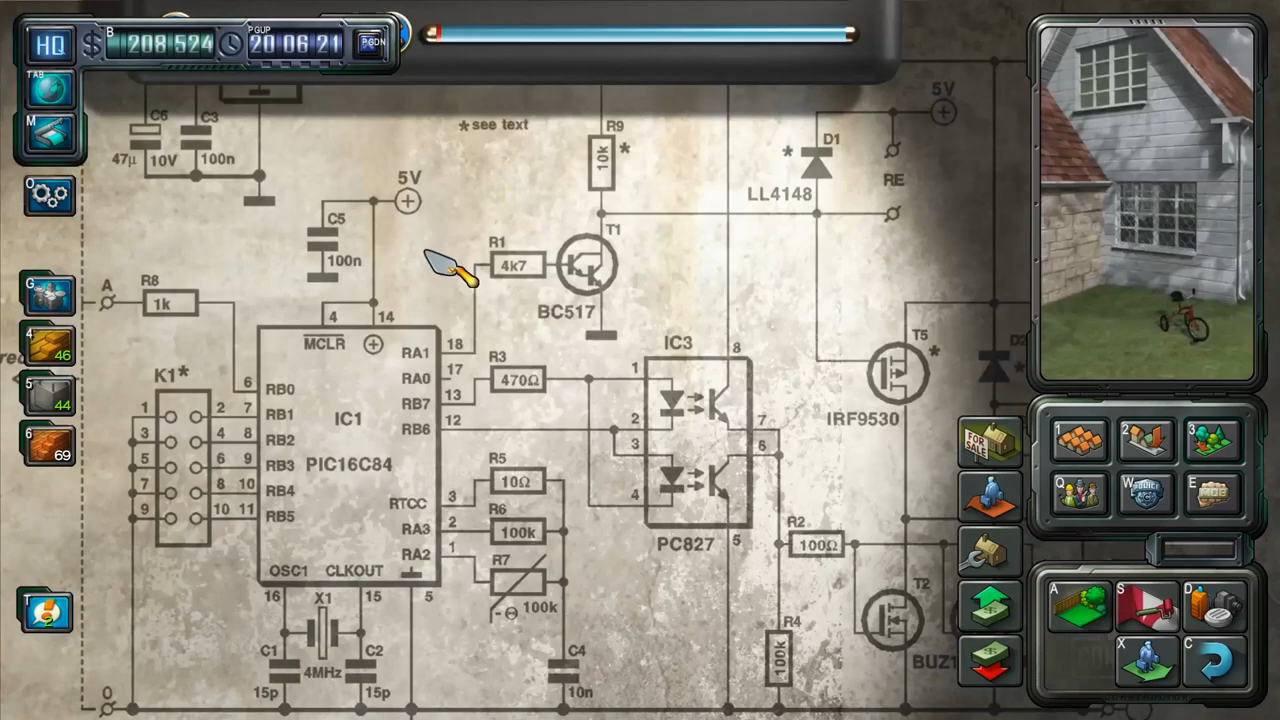 HQ $ B 208 524 PGUP 20 06 21 PGDN
TAB
M
O
G
4 46
5 44
6 69
T 2
C6
47µ 10V
C3
100n
*see text
R9
10k *
D1
*
LL4148
5V
RE
5V
C5
100n
R1
4k7
T1
BC517
A
R8
1k
4 14
MCLR
IC1
PIC16C84
RA1 18
RA0 17
RB7 13
RB6 12
RTCC 3
RA3 2
RA2 1
6 RB0
7 RB1
8 RB2
9 RB3
10 RB4
11 RB5
OSC1 CLKOUT
16 15 5
K1*
1 2
3 4
5 6
7 8
9 10
X1
4MHz
C1
15p
C2
15p
0
R3
470Ω
R5
10Ω
R6
100k
R7
-Θ 100k
C4
10n
IC3
1 8
2 7
3 6
4 5
PC827
R2
100Ω
R4
100k
T5
*
IRF9530
T2
BUZ1
FOR SALE
1 2 3
Q W POLICE E MOB
A S D
X C